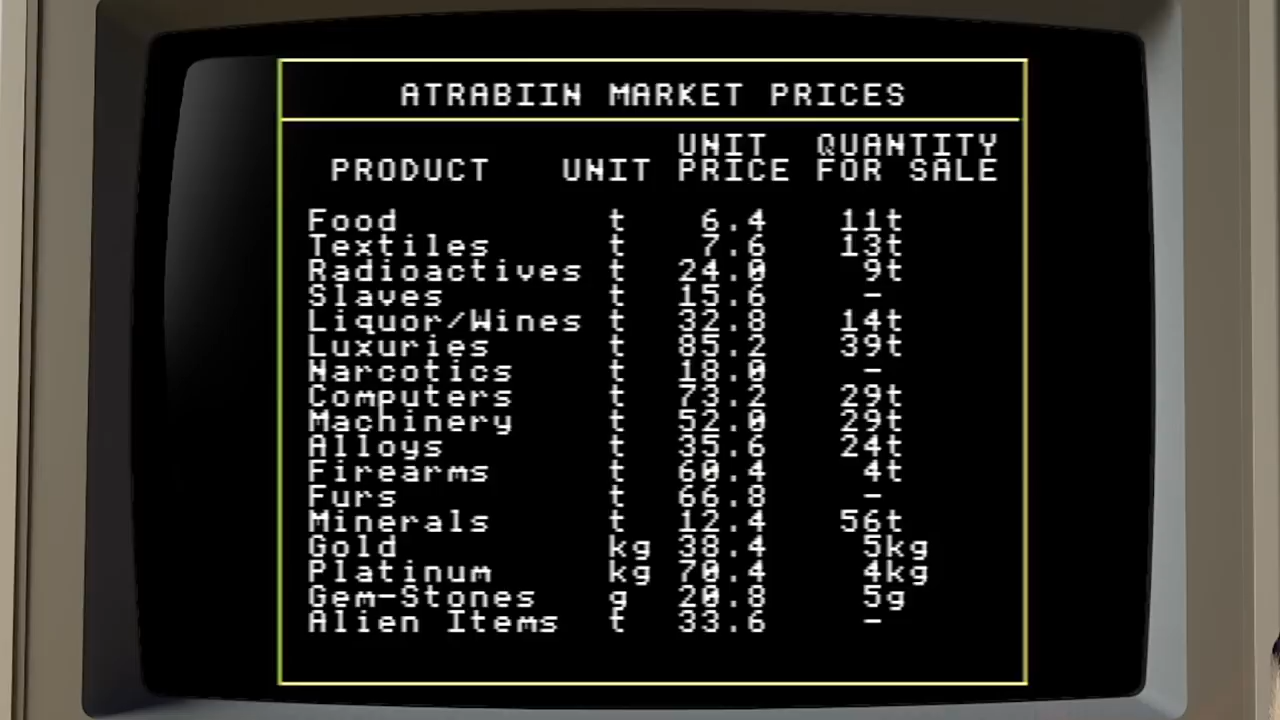 ATRABIIN MARKET PRICES
UNIT QUANTITY
PRODUCT UNIT PRICE FOR SALE
Food t 6.4 11t
Textiles t 7.6 13t
Radioactives t 24.0 9t
Slaves t 15.6 -
Liquor/Wines t 32.8 14t
Luxuries t 85.2 39t
Narcotics t 18.0 -
Computers t 73.2 29t
Machinery t 52.0 29t
Alloys t 35.6 24t
Firearms t 60.4 4t
Furs t 66.8 -
Minerals t 12.4 56t
Gold kg 38.4 5kg
Platinum kg 70.4 4kg
Gem-Stones g 20.8 5g
Alien Items t 33.6 -